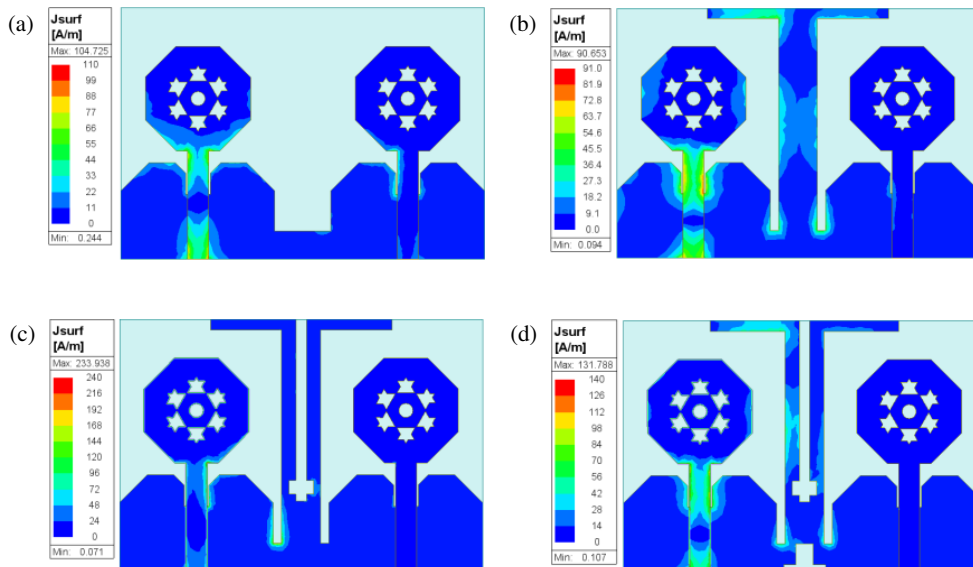 (a)
Jsurf
[A/m]
Max: 104.725
110
99
88
77
66
55
44
33
22
11
0
Min: 0.244
(b)
Jsurf
[A/m]
Max: 90.653
91.0
81.9
72.8
63.7
54.6
45.5
36.4
27.3
18.2
9.1
0.0
Min: 0.094
(c)
Jsurf
[A/m]
Max: 233.938
240
216
192
168
144
120
96
72
48
24
0
Min: 0.071
(d)
Jsurf
[A/m]
Max: 131.788
140
126
112
98
84
70
56
42
28
14
0
Min: 0.107